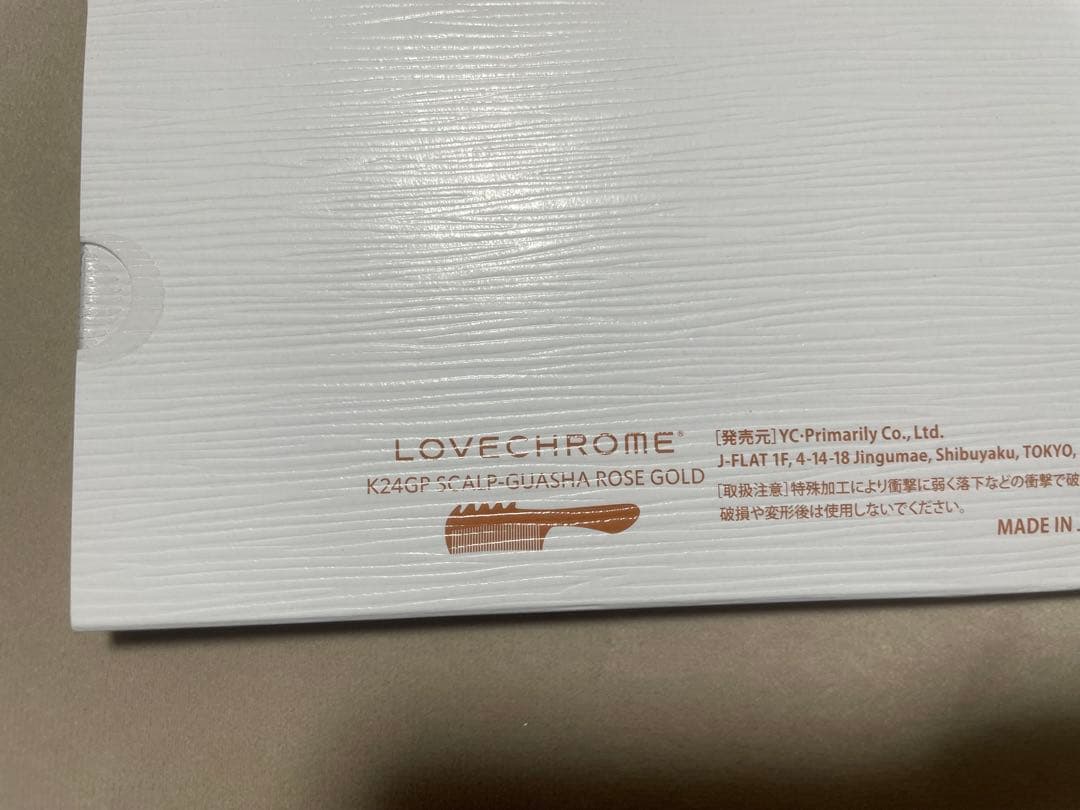 LOVECHROME®
K24GP SCALP-GUASHA ROSE GOLD
[発売元]YC·Primarily Co., Ltd.
J-FLAT 1F, 4-14-18 Jingumae, Shibuyaku, TOKYO,
[取扱注意]特殊加工により衝撃に弱く落下などの衝撃で破
破損や変形後は使用しないでください。
MADE IN